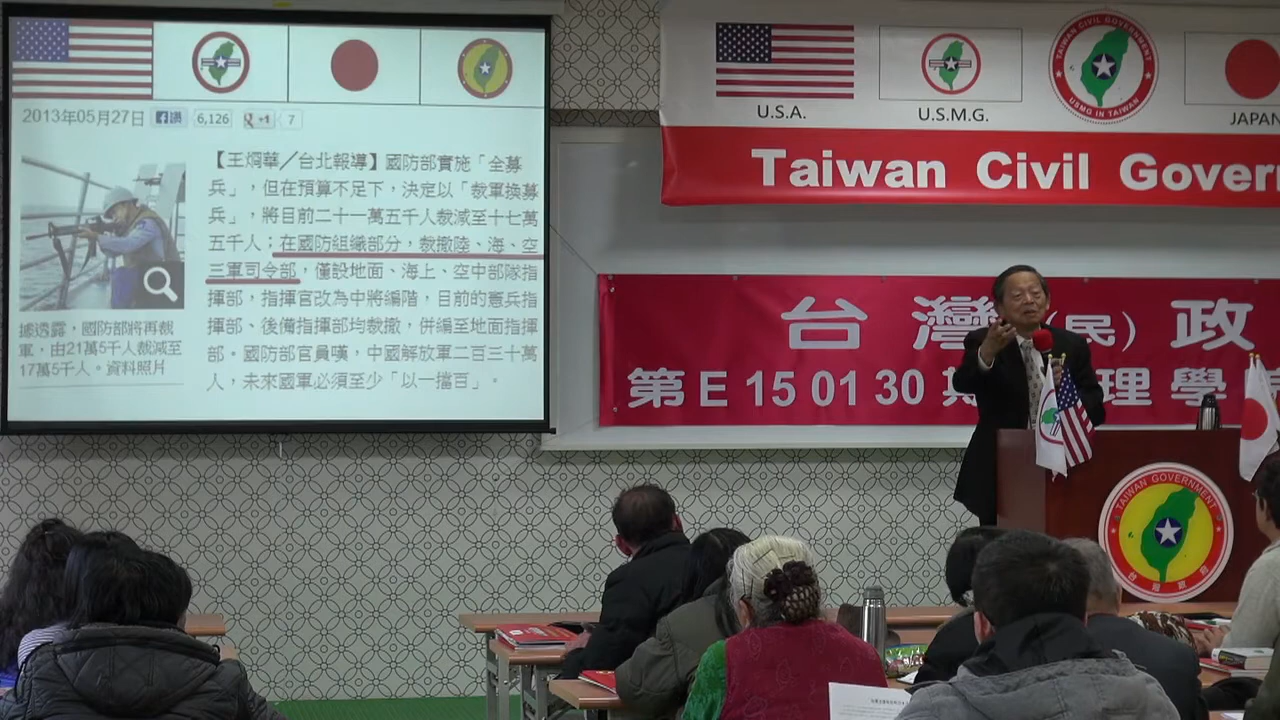 2013年05月27日
6,126
+1
7
【王烱華／台北報導】國防部實施「全募
兵」，但在預算不足下，決定以「裁軍換募
兵」，將目前二十一萬五千人裁減至十七萬
五千人；在國防組織部分，裁撤陸、海、空
三軍司令部，僅設地面、海上、空中部隊指
揮部，指揮官改為中將編階，目前的憲兵指
揮部、後備指揮部均裁撤，併編至地面指揮
部。國防部官員嘆，中國解放軍二百三十萬
人，未來國軍必須至少「以一擋百」。
據透露，國防部將再裁
軍，由21萬5千人裁減至
17萬5千人。資料照片
U.S.A.
U.S.M.G.
TAIWAN CIVIL GOVERNMENT
USMG IN TAIWAN
JAPAN
Taiwan Civil Gover
台灣(民)政
第E 15 01 30 期 理學
TAIWAN GOVERNMENT
台灣政府